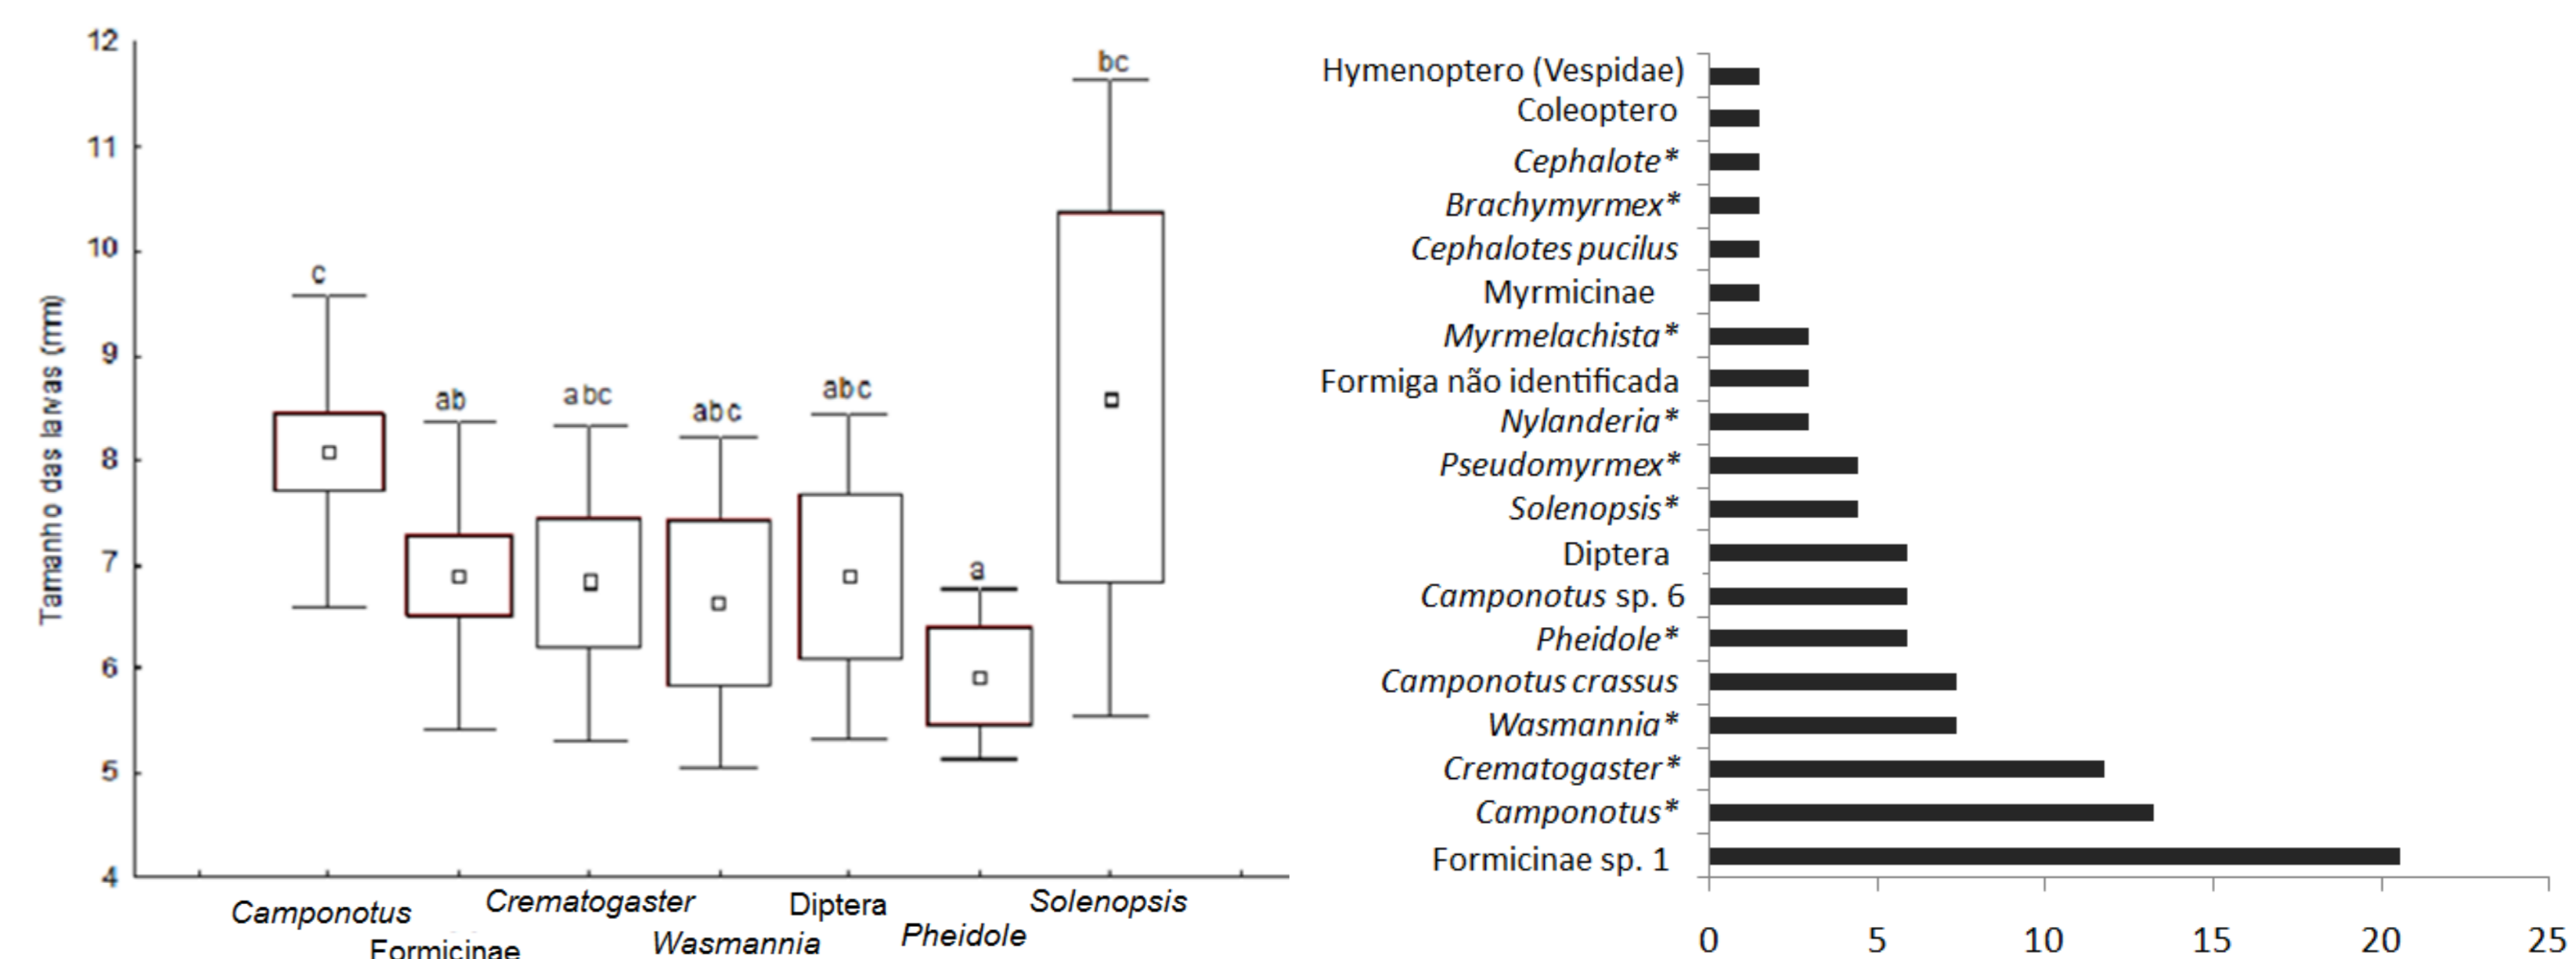 12
11
10
9
8
7
6
5
4
Tamanho das larvas (mm)
c
ab
abc
abc
abc
a
bc
Camponotus
Formicinae
Crematogaster
Wasmannia
Diptera
Pheidole
Solenopsis
Hymenoptero (Vespidae)
Coleoptero
Cephalote*
Brachymyrmex*
Cephalotes pucilus
Myrmicinae
Myrmelachista*
Formiga não identificada
Nylanderia*
Pseudomyrmex*
Solenopsis*
Diptera
Camponotus sp. 6
Pheidole*
Camponotus crassus
Wasmannia*
Crematogaster*
Camponotus*
Formicinae sp. 1
0 5 10 15 20 25